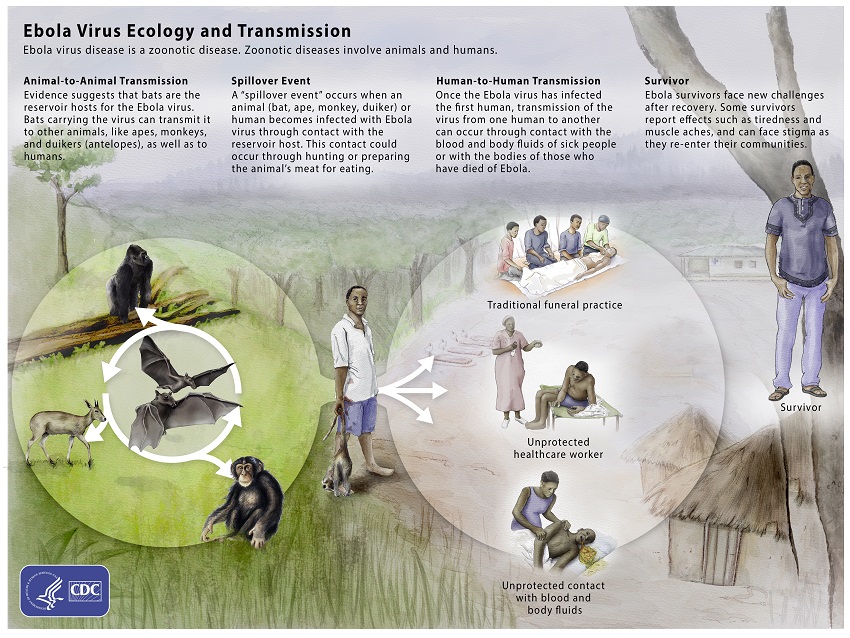 Ebola Virus Ecology and Transmission
Ebola virus disease is a zoonotic disease. Zoonotic diseases involve animals and humans.
Animal-to-Animal Transmission
Evidence suggests that bats are the
reservoir hosts for the Ebola virus.
Bats carrying the virus can transmit it
to other animals, like apes, monkeys,
and duikers (antelopes), as well as to
humans.
Spillover Event
A “spillover event” occurs when an
animal (bat, ape, monkey, duiker) or
human becomes infected with Ebola
virus through contact with the
reservoir host. This contact could
occur through hunting or preparing
the animal’s meat for eating.
Human-to-Human Transmission
Once the Ebola virus has infected
the first human, transmission of the
virus from one human to another
can occur through contact with the
blood and body fluids of sick people
or with the bodies of those who
have died of Ebola.
Survivor
Ebola survivors face new challenges
after recovery. Some survivors
report effects such as tiredness and
muscle aches, and can face stigma as
they re-enter their communities.
Traditional funeral practice
Unprotected
healthcare worker
Unprotected contact
with blood and
body fluids
Survivor
CDC